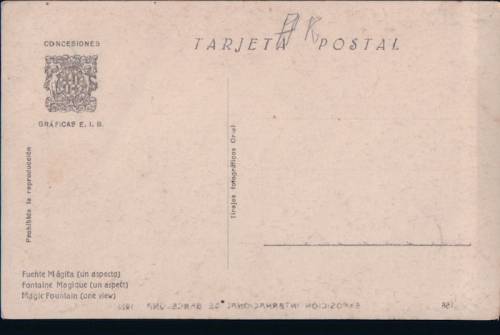 CONCESIONES
TARJETA POSTAL
GRÁFICAS E. I. B.
Prohibida la reproducción
Tirajes fotográficos Oriol
Fuente Mágica (un aspecto)
Fontaine Magique (un aspect)
Magic Fountain (one view)